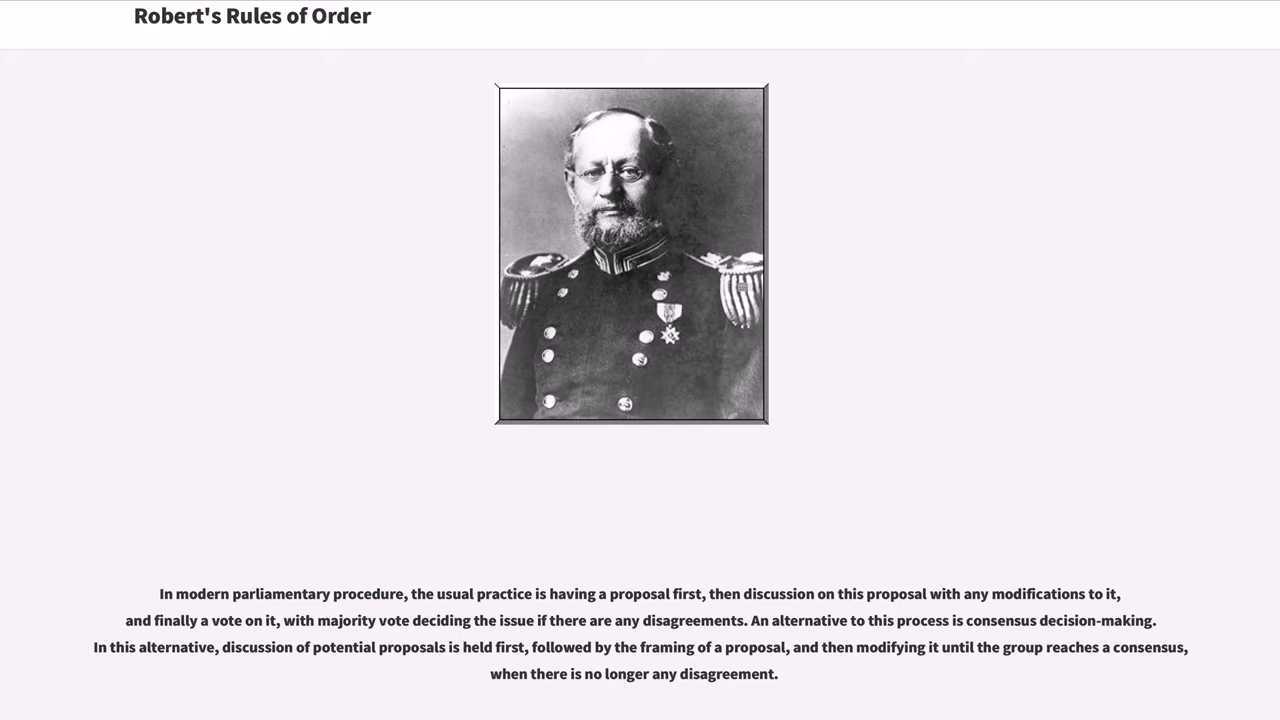 Robert's Rules of Order
In modern parliamentary procedure, the usual practice is having a proposal first, then discussion on this proposal with any modifications to it,
and finally a vote on it, with majority vote deciding the issue if there are any disagreements. An alternative to this process is consensus decision-making.
In this alternative, discussion of potential proposals is held first, followed by the framing of a proposal, and then modifying it until the group reaches a consensus,
when there is no longer any disagreement.